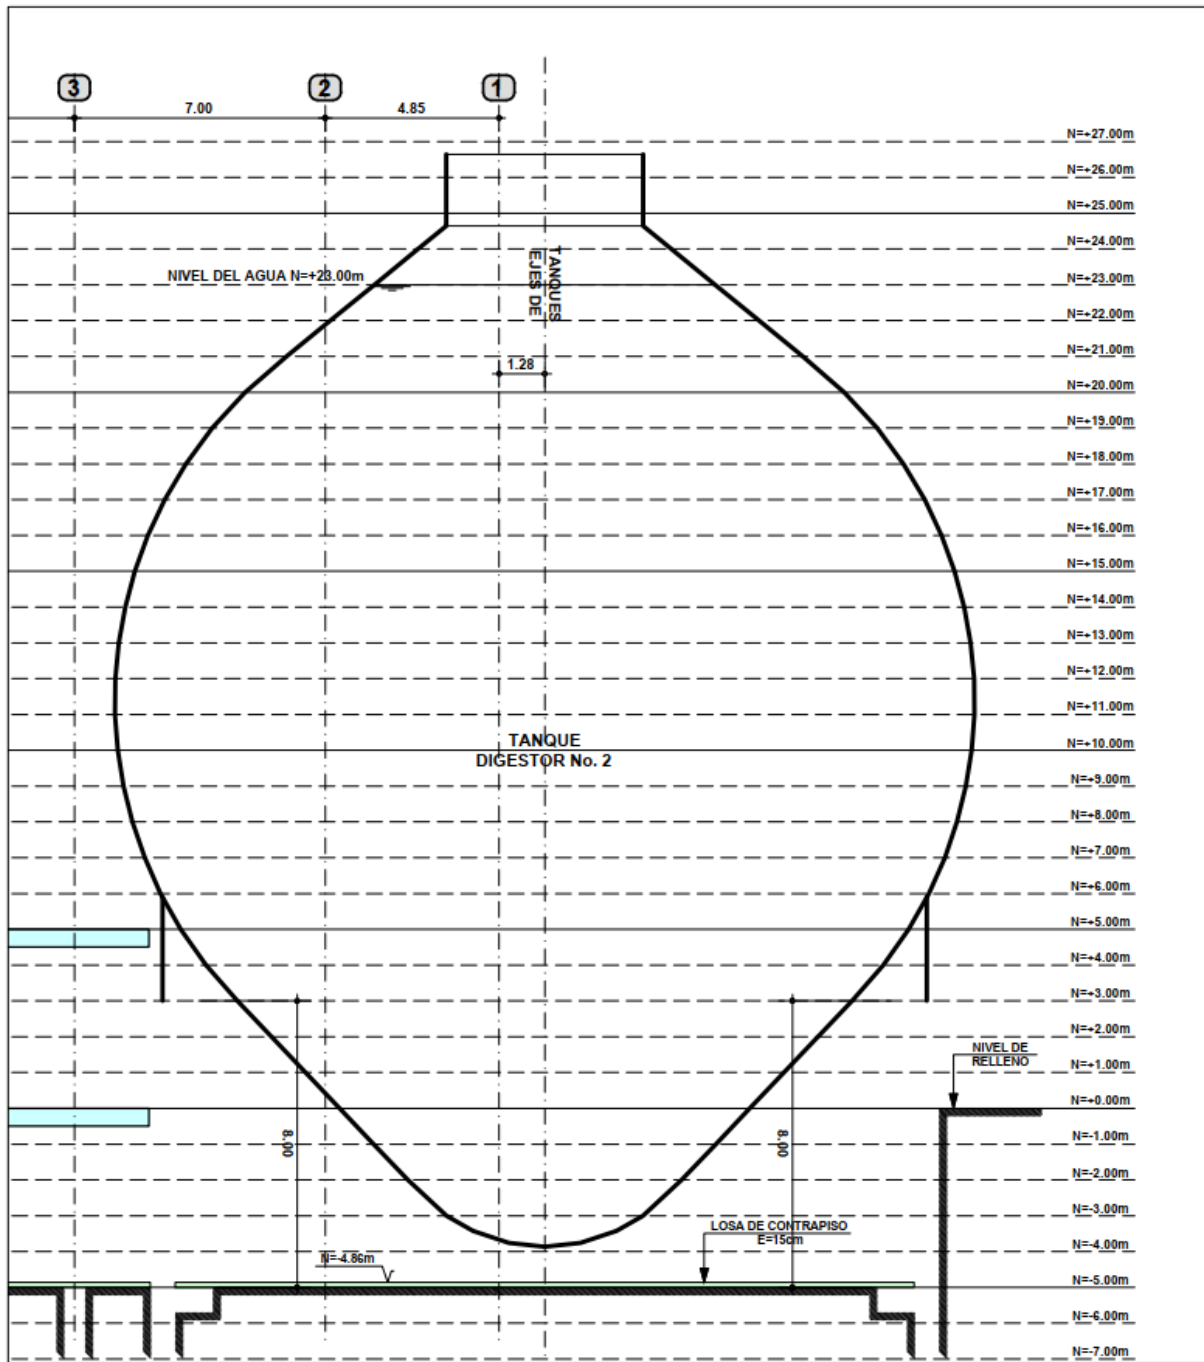 3
2
1
7.00
4.85
N=+27.00m
N=+26.00m
N=+25.00m
N=+24.00m
NIVEL DEL AGUA N=+23.00m
EJES DE
TANQUES
N=+23.00m
N=+22.00m
N=+21.00m
1.28
N=+20.00m
N=+19.00m
N=+18.00m
N=+17.00m
N=+16.00m
N=+15.00m
N=+14.00m
N=+13.00m
N=+12.00m
N=+11.00m
TANQUE
DIGESTOR No. 2
N=+10.00m
N=+9.00m
N=+8.00m
N=+7.00m
N=+6.00m
N=+5.00m
N=+4.00m
N=+3.00m
N=+2.00m
NIVEL DE
RELLENO
N=+1.00m
N=+0.00m
8.00
8.00
N=-1.00m
N=-2.00m
N=-3.00m
LOSA DE CONTRAPISO
E=15cm
N=-4.00m
N=-4.86m
N=-5.00m
N=-6.00m
N=-7.00m